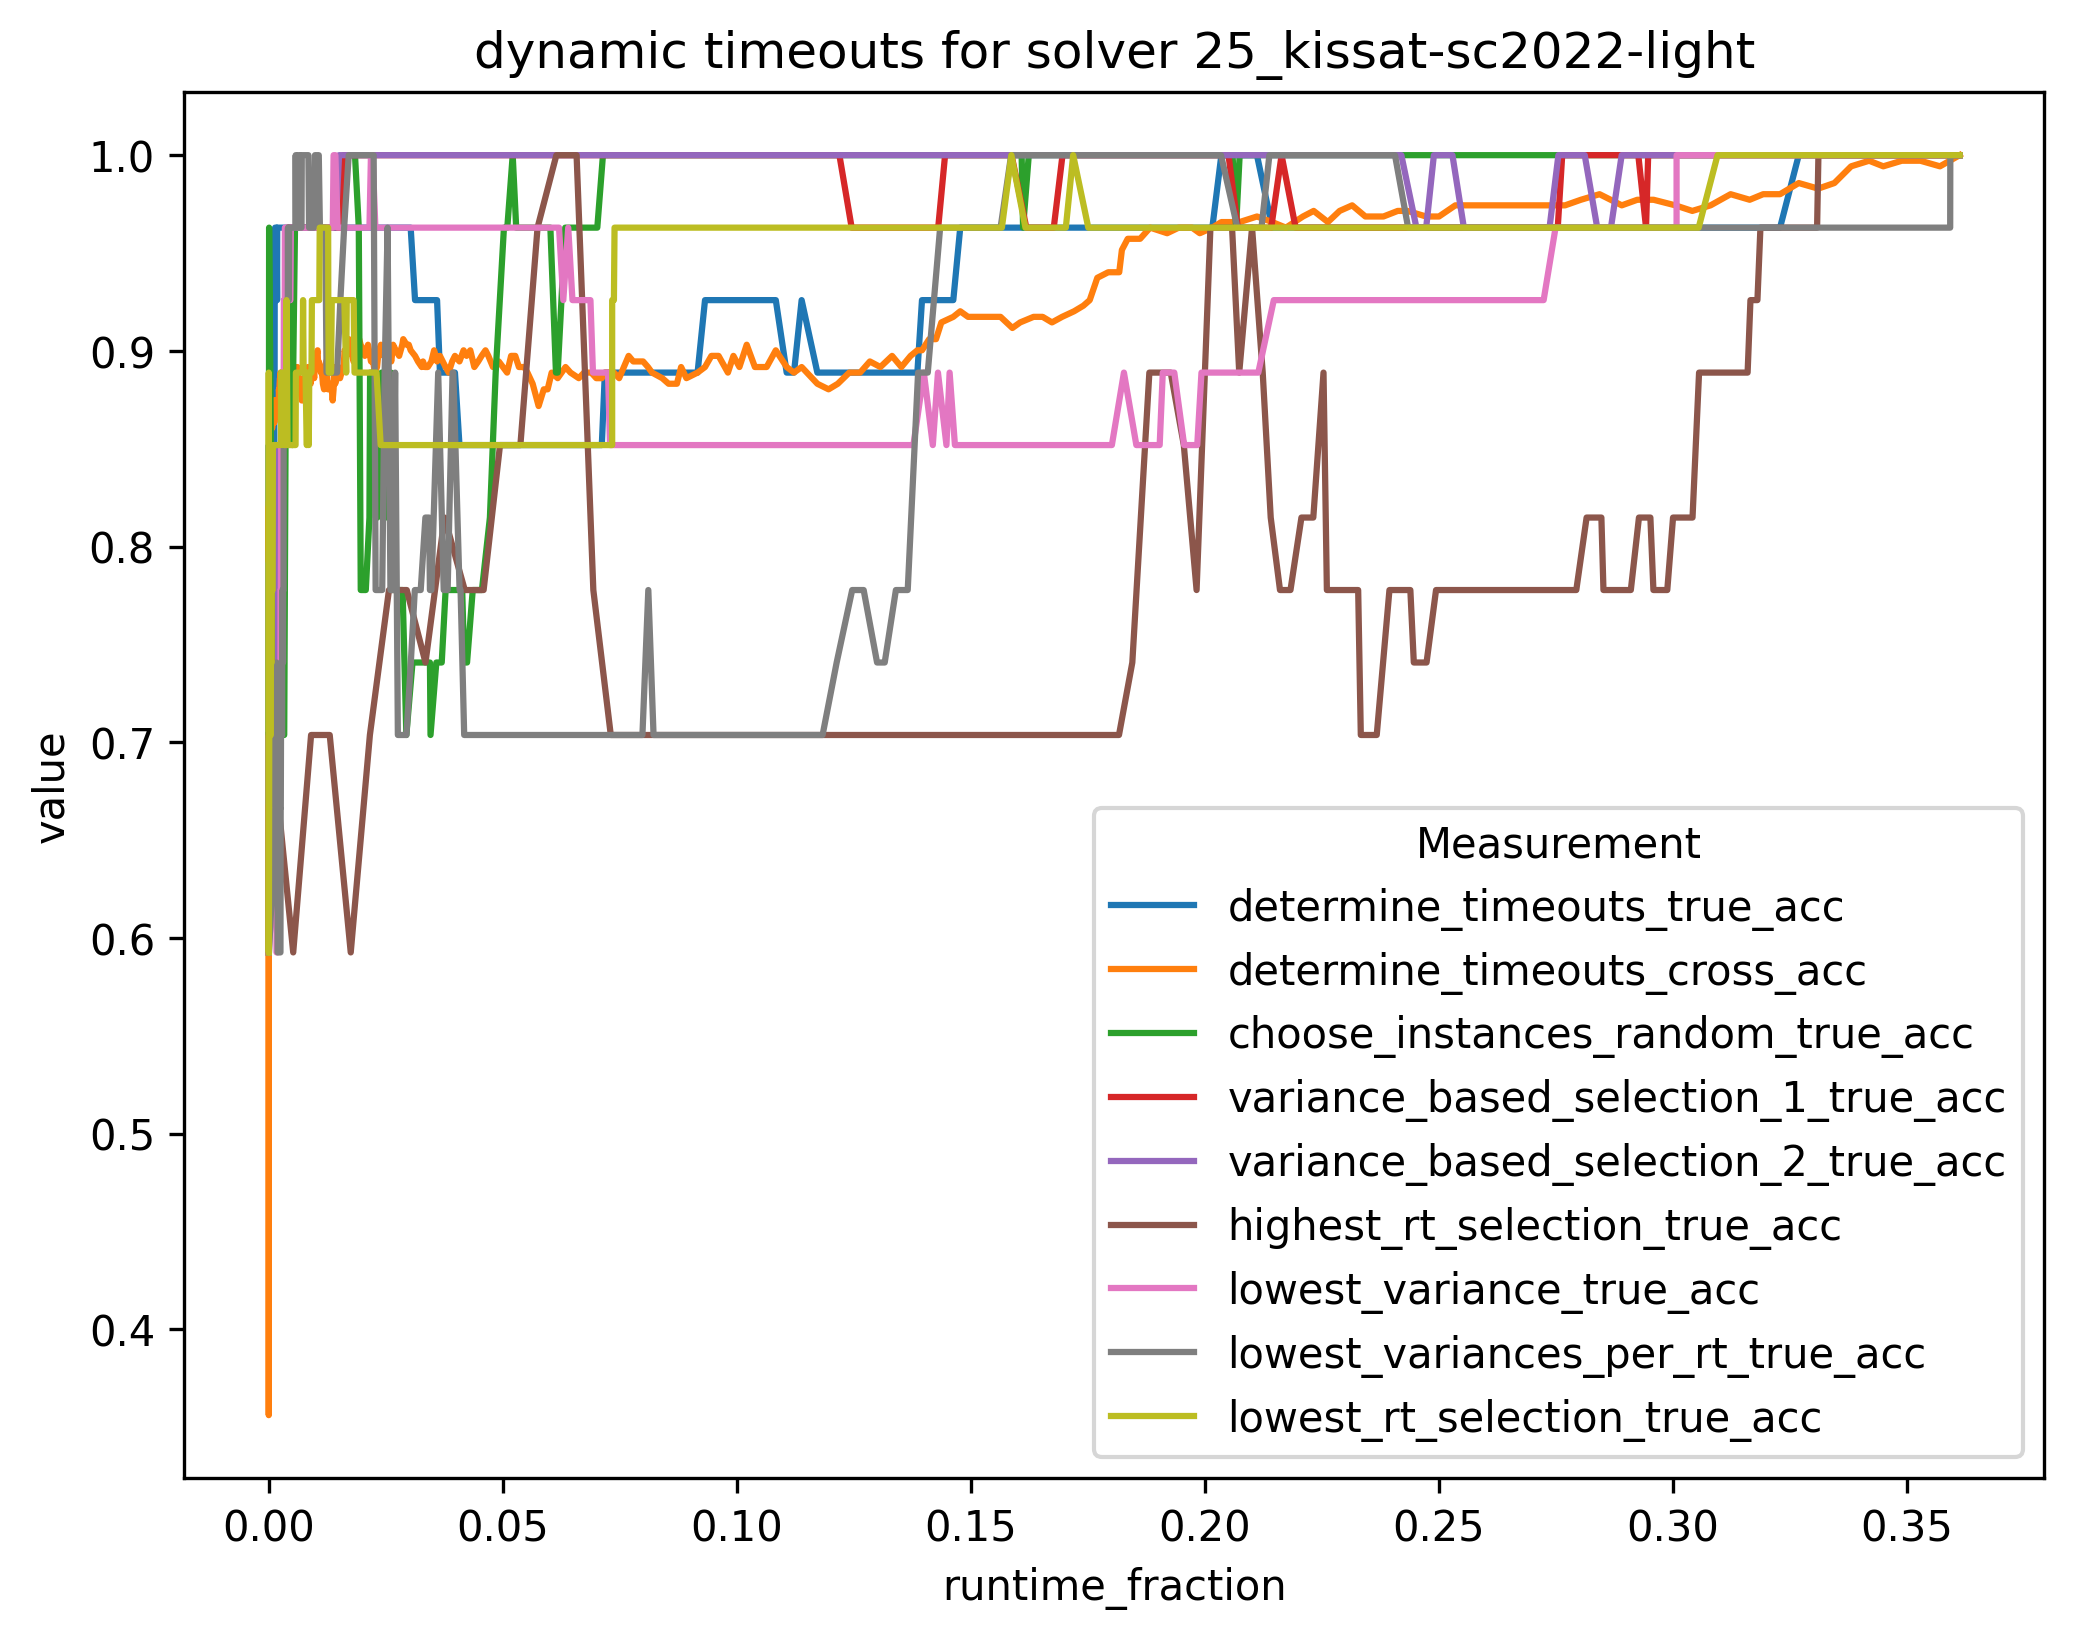 dynamic timeouts for solver 25_kissat-sc2022-light
1.0
0.9
0.8
0.7
0.6
0.5
0.4
value
0.00 0.05 0.10 0.15 0.20 0.25 0.30 0.35
runtime_fraction
Measurement
determine_timeouts_true_acc
determine_timeouts_cross_acc
choose_instances_random_true_acc
variance_based_selection_1_true_acc
variance_based_selection_2_true_acc
highest_rt_selection_true_acc
lowest_variance_true_acc
lowest_variances_per_rt_true_acc
lowest_rt_selection_true_acc